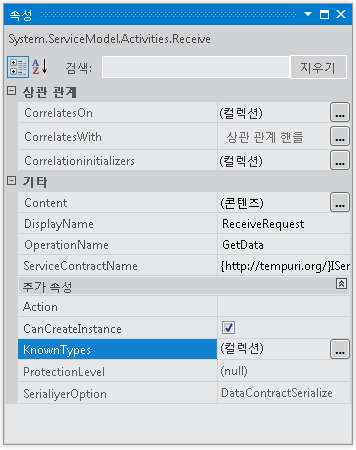 속성
System.ServiceModel.Activities.Receive
검색: 지우기
상관 관계
CorrelatesOn (컬렉션) ...
CorrelatesWith 상관 관계 핸들 ...
Correlationinitializers (컬렉션) ...
기타
Content (콘텐츠) ...
DisplayName ReceiveRequest
OperationName GetData
ServiceContractName {http://tempuri.org/}ISer
추가 속성
Action
CanCreateInstance
KnownTypes (컬렉션) ...
ProtectionLevel (null)
SerialiyerOption DataContractSerialize